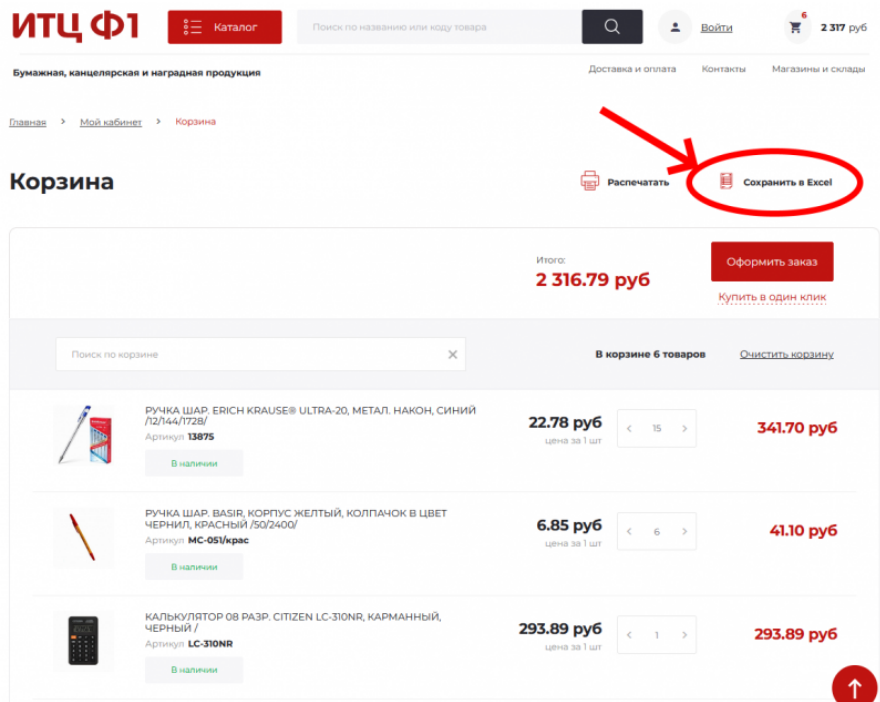 ИТЦ Ф1
Каталог
Поиск по названию или коду товара
Войти
6
2 317 руб
Бумажная, канцелярская и наградная продукция
Доставка и оплата
Контакты
Магазины и склады
Главная > Мой кабинет > Корзина
Корзина
Распечатать
Сохранить в Excel
Итого:
2 316.79 руб
Оформить заказ
Купить в один клик
Поиск по корзине
В корзине 6 товаров
Очистить корзину
РУЧКА ШАР. ERICH KRAUSE® ULTRA-20, МЕТАЛ. НАКОН, СИНИЙ
/12/144/1728/
Артикул 13875
В наличии
22.78 руб
цена за 1 шт
< 15 >
341.70 руб
РУЧКА ШАР. BASIR, КОРПУС ЖЕЛТЫЙ, КОЛПАЧОК В ЦВЕТ
ЧЕРНИЛ, КРАСНЫЙ /50/2400/
Артикул МС-051/крас
В наличии
6.85 руб
цена за 1 шт
< 6 >
41.10 руб
КАЛЬКУЛЯТОР 08 РАЗР. CITIZEN LC-310NR, КАРМАННЫЙ,
ЧЕРНЫЙ /
Артикул LC-310NR
В наличии
293.89 руб
цена за 1 шт
< 1 >
293.89 руб